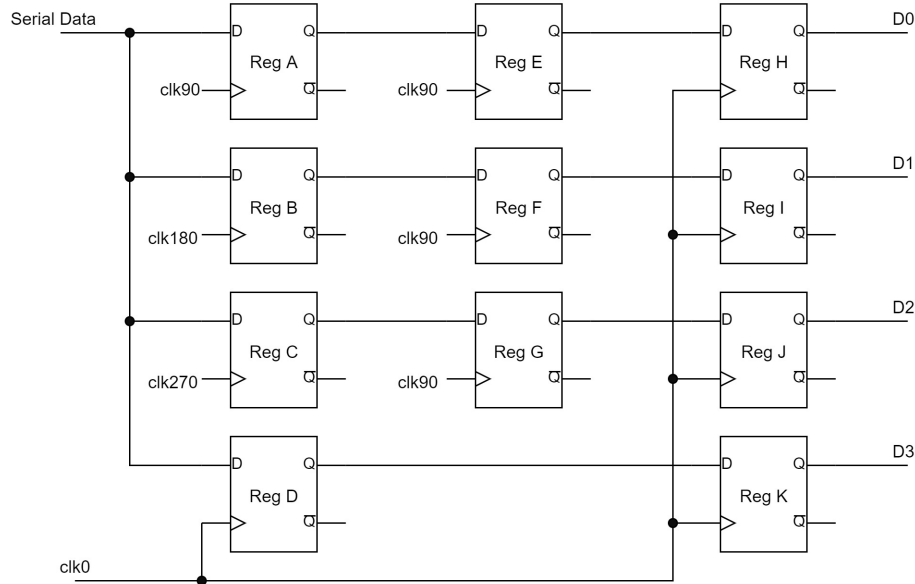 Serial Data
D0
D Q
Reg A
clk90
Q
D Q
Reg E
clk90
Q
D Q
Reg H
Q
D1
D Q
Reg B
clk180
Q
D Q
Reg F
clk90
Q
D Q
Reg I
Q
D2
D Q
Reg C
clk270
Q
D Q
Reg G
clk90
Q
D Q
Reg J
Q
D3
D Q
Reg D
Q
D Q
Reg K
Q
clk0